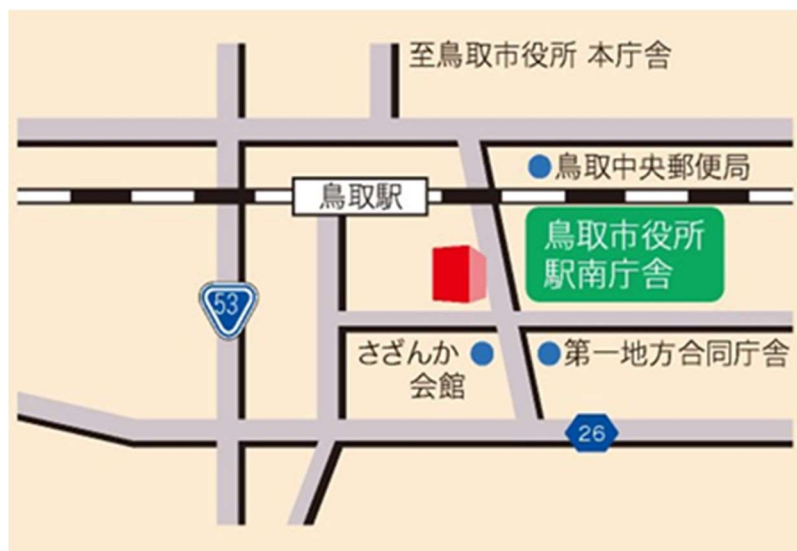 至鳥取市役所 本庁舎
鳥取中央郵便局
鳥取駅
鳥取市役所
駅南庁舎
53
さざんか
会館
第一地方合同庁舎
26